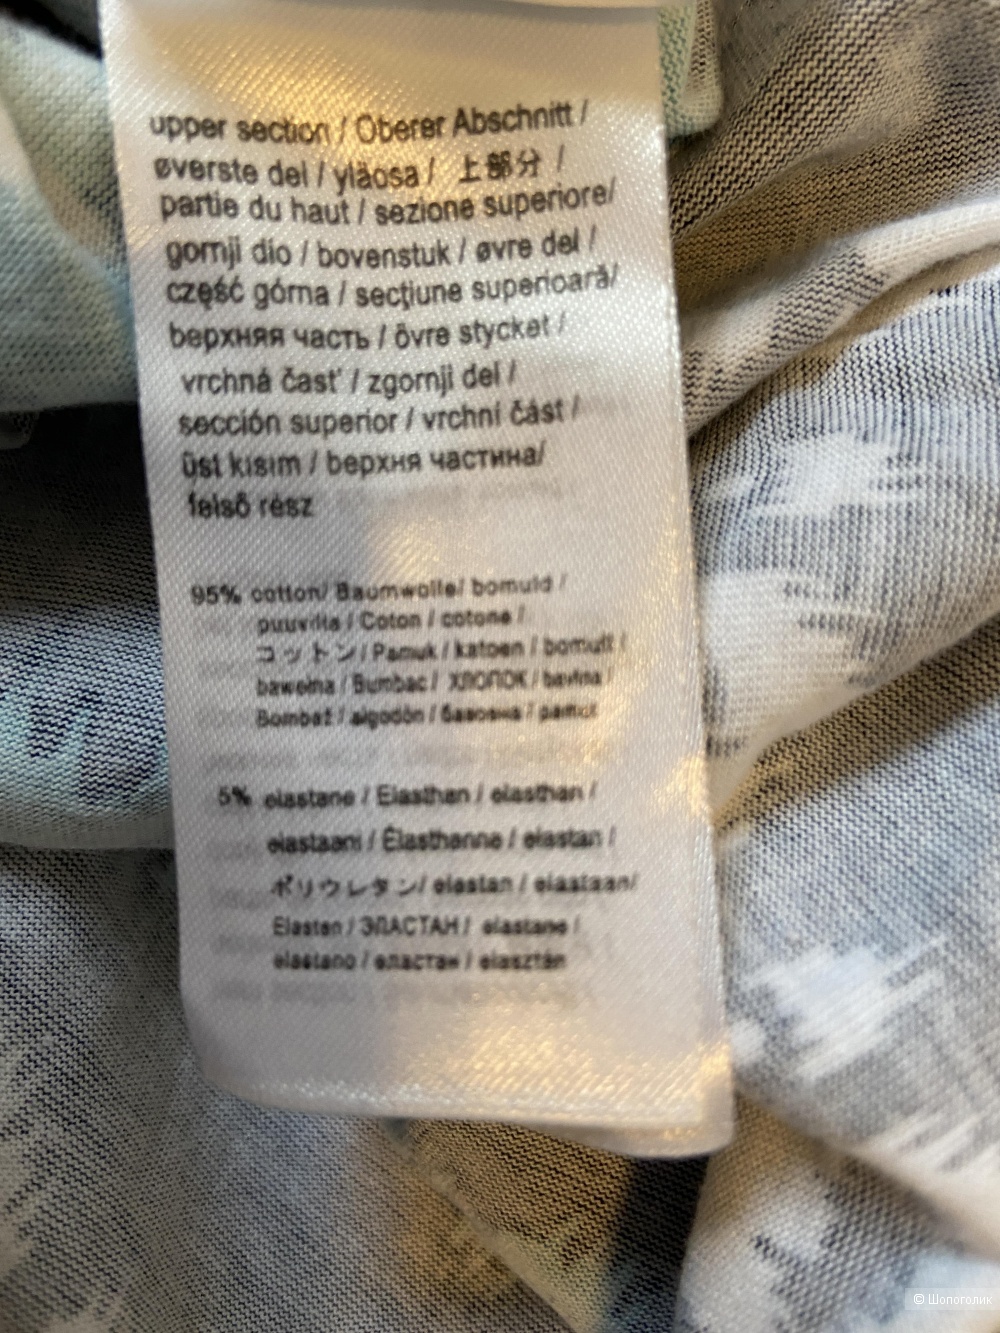 upper section / Oberer Abschnitt /
øverste del / yläosa / 上部分 /
partie du haut / sezione superiore/
gornji dio / bovenstuk / øvre del /
część górna / secţiune superioară/
верхняя часть / övre stycket /
vrchná časť / zgornji del /
sección superior / vrchní část /
üst kısım / верхня частина/
felső rész
95% cotton/ Baumwolle/ bomuld /
puuvilla / Coton / cotone /
コットン / Pamuk / katoen / bomull /
bawełna / Bumbac / ХЛОПОК / bavlna /
Bombaž / algodón / бавовна / pamut
5% elastane / Elasthan / elasthan /
elastaani / Élasthanne / elastan /
ポリウレタン/ elastan / elastaan/
Elastan / ЭЛАСТАН / elastane /
elastano / еластан / elasztán
© Шопоголик